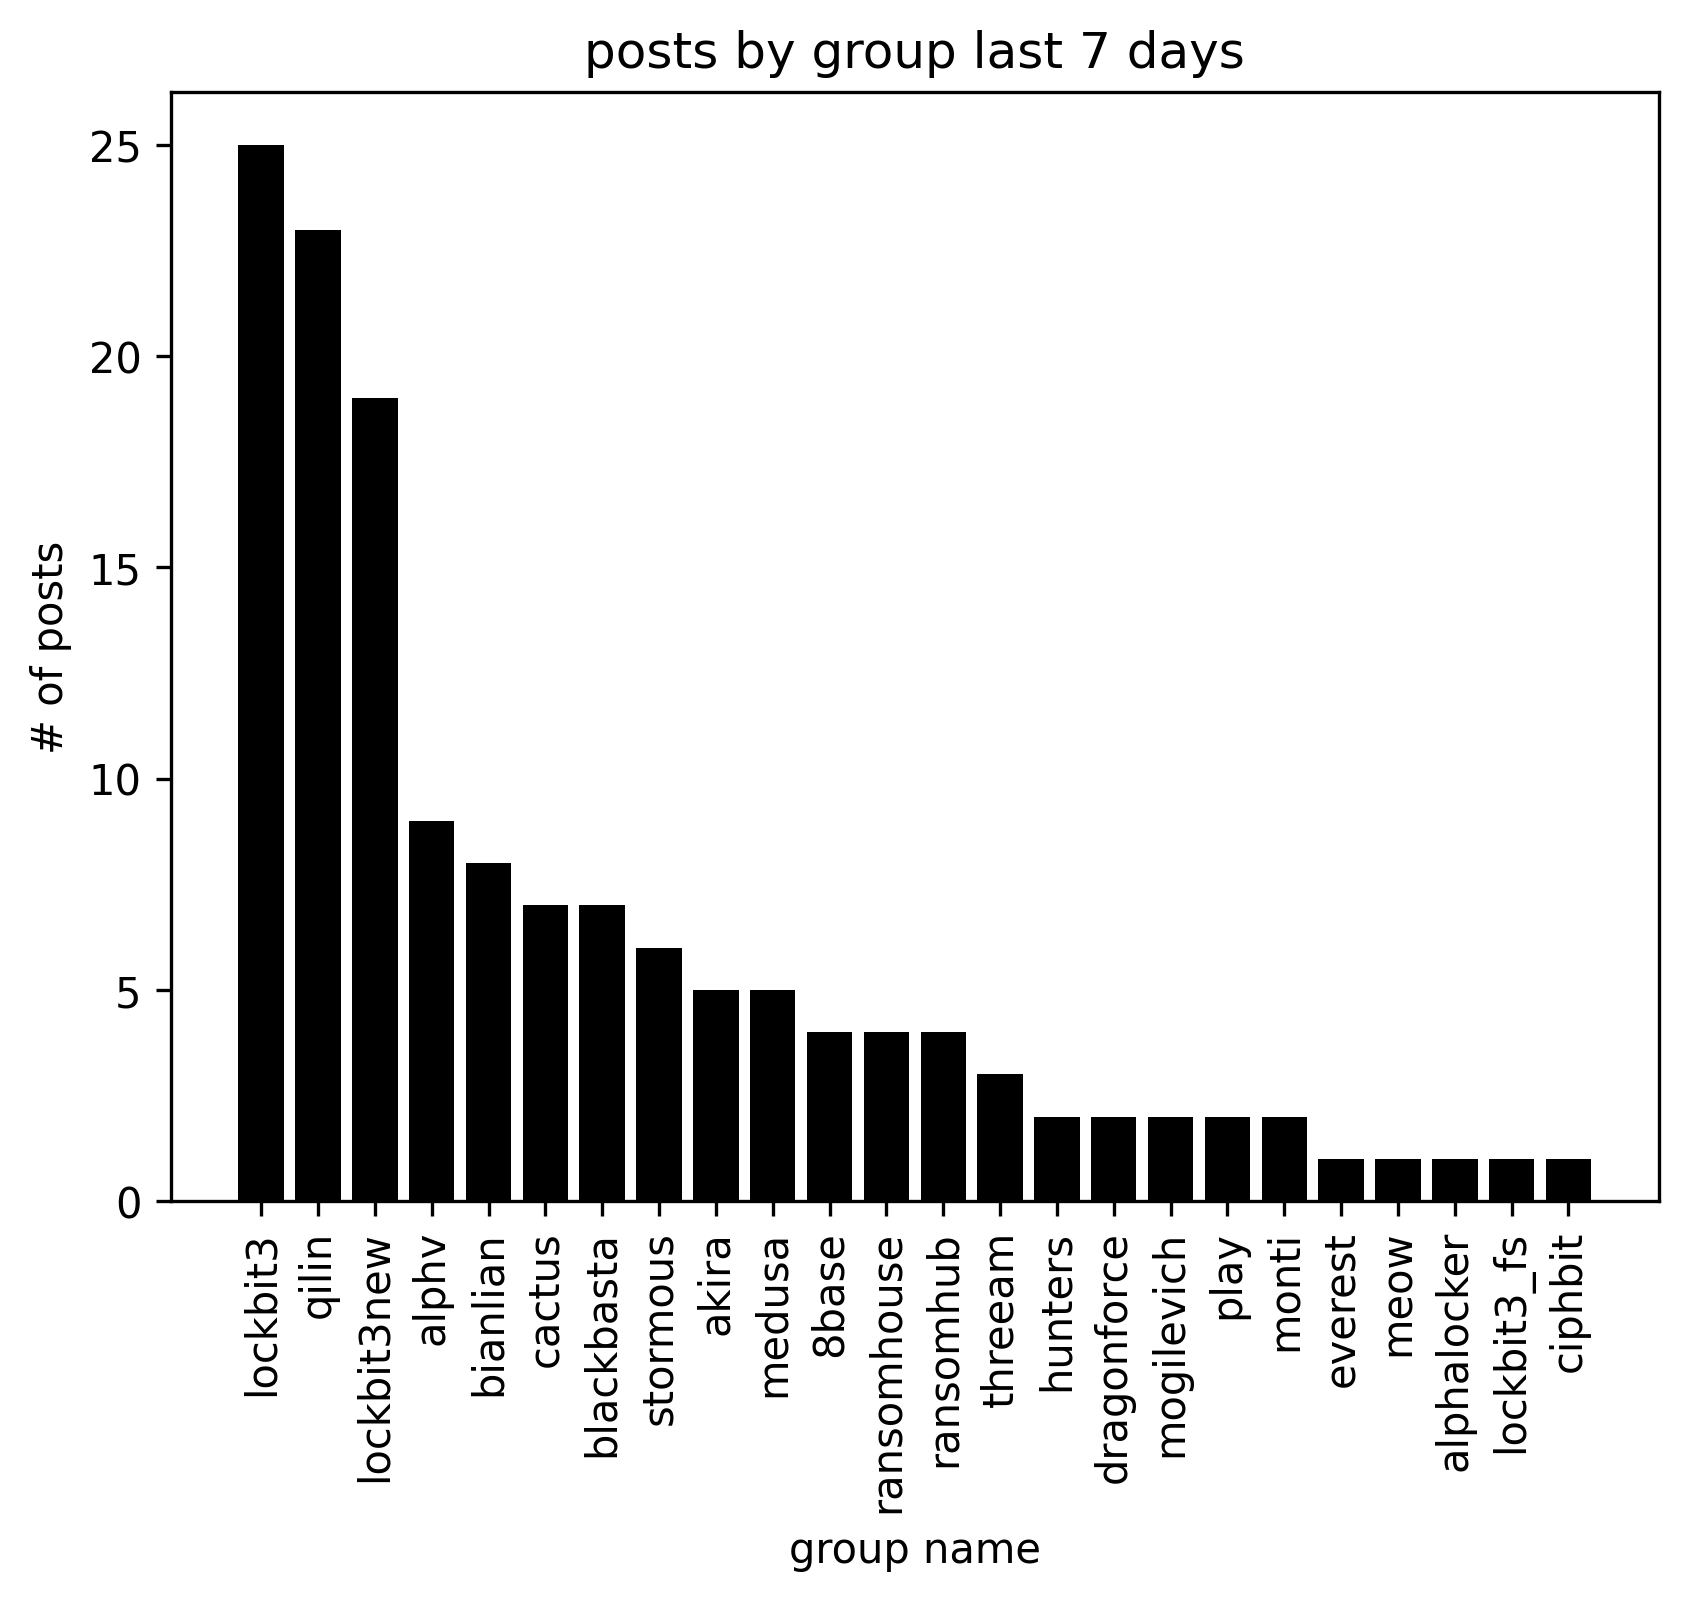 posts by group last 7 days
25
20
15
10
5
0
# of posts
lockbit3
qilin
lockbit3new
alphv
bianlian
cactus
blackbasta
stormous
akira
medusa
8base
ransomhouse
ransomhub
threeam
hunters
dragonforce
mogilevich
play
monti
everest
meow
alphalocker
lockbit3_fs
ciphbit
group name